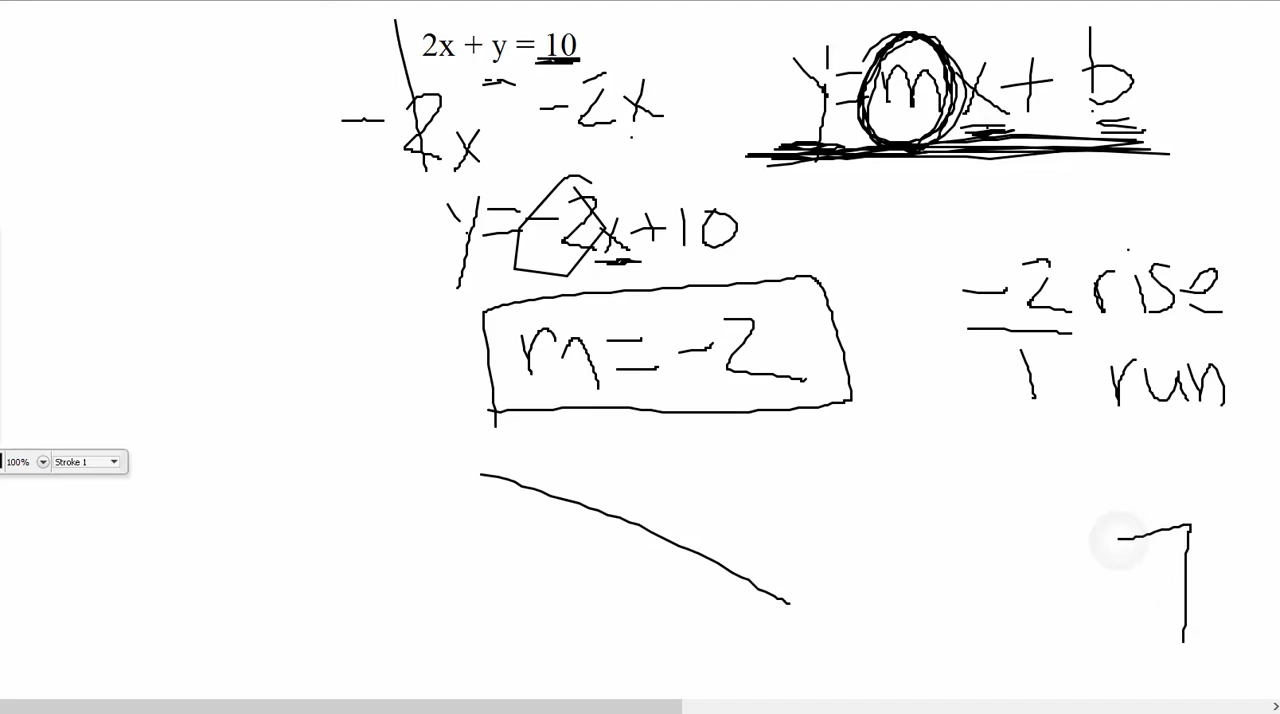 2x + y = 10
y=mx+b
-2x -2x
y=-2x+10
-2 rise
m=-2
1 run
100% Stroke 1